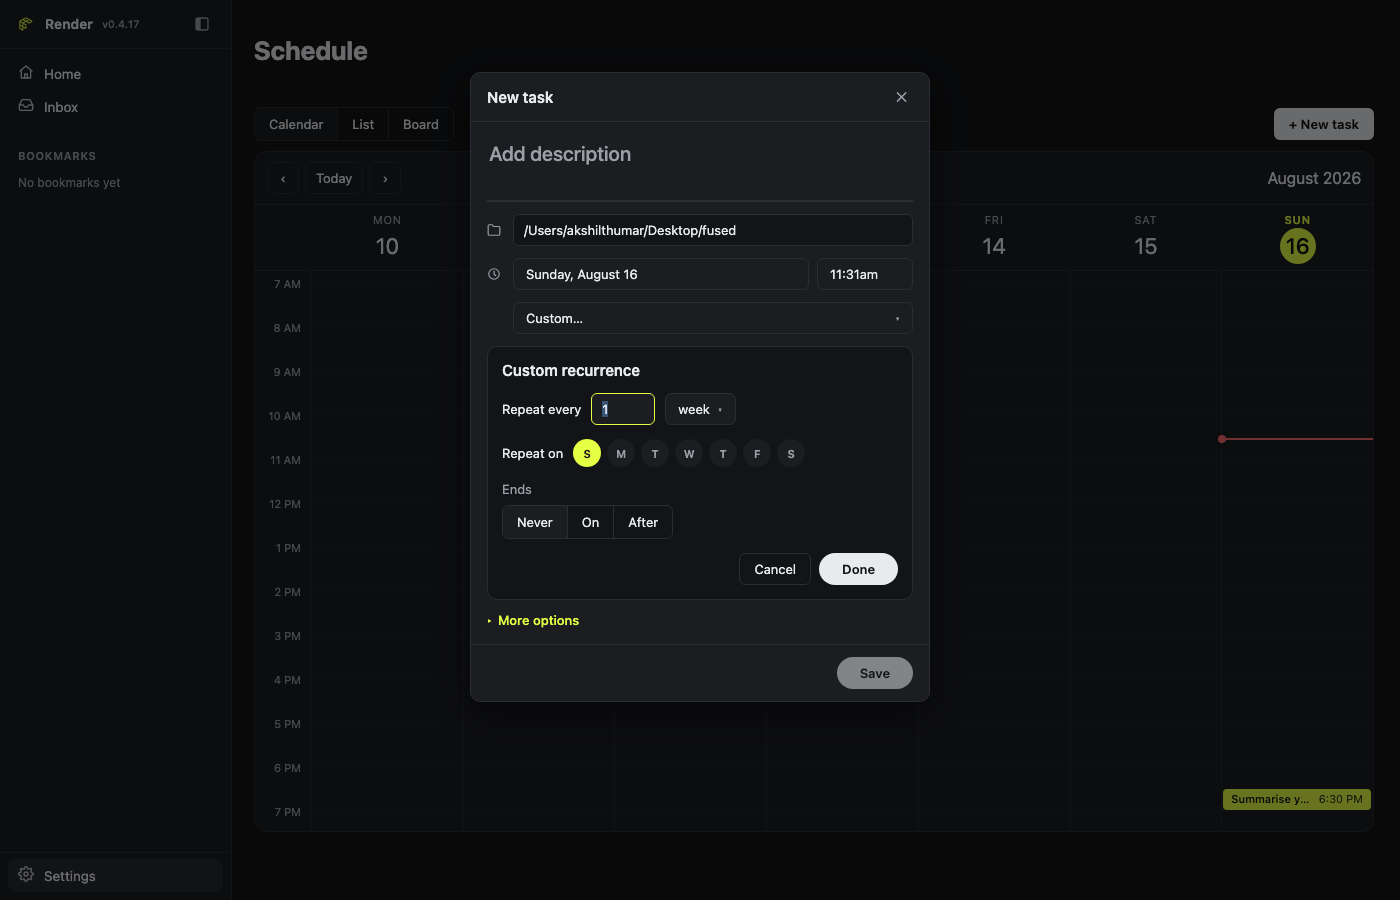 Render v0.4.17
Home
Inbox
BOOKMARKS
No bookmarks yet
Settings
Schedule
Calendar List Board
+ New task
‹ Today ›
August 2026
MON FRI SAT SUN
10 14 15 16
7 AM
8 AM
9 AM
10 AM
11 AM
12 PM
1 PM
2 PM
3 PM
4 PM
5 PM
6 PM
7 PM
Summarise y... 6:30 PM
New task
Add description
/Users/akshilthumar/Desktop/fused
Sunday, August 16 11:31am
Custom...
Custom recurrence
Repeat every 1 week
Repeat on S M T W T F S
Ends
Never On After
Cancel Done
More options
Save